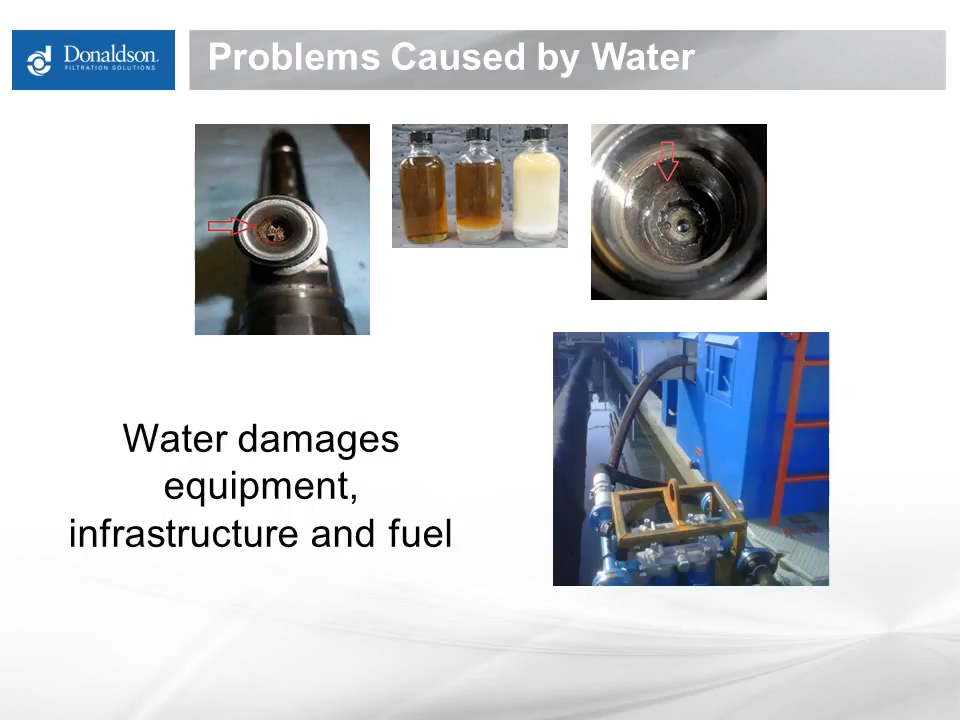 Donaldson.
FILTRATION SOLUTIONS
Problems Caused by Water
Water damages
equipment,
infrastructure and fuel